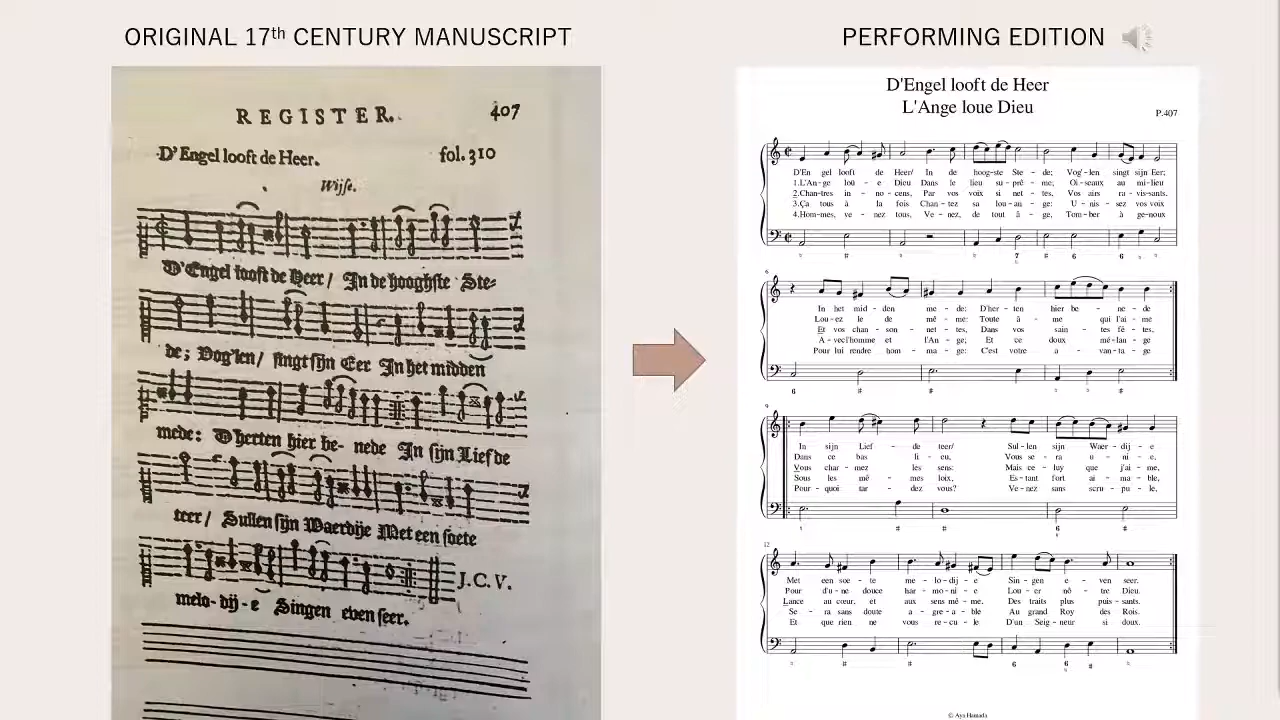 ORIGINAL 17th CENTURY MANUSCRIPT
REGISTER. 407
D'Engel looft de Heer. fol. 310
Wijse.
D'Engel looft de Heer / In de hooghste Ste-
de; Vog'len / singt sijn Eer In het midden
mede: D'herten hier be- nede In sijn Lief de
teer / Sullen sijn Waerdije Met een soete
J.C.V.
melo-dij-e Singen even seer.
PERFORMING EDITION
D'Engel looft de Heer
L'Ange loue Dieu
P.407
D'En gel looft de Heer/ In de hoog-ste Ste- de; Vog'-len singt sijn Eer;
1.L'An-ge loü - e Dieu Dans le lieu su-prê - me; Oi-seaux au mi-lieu
2.Chan-tres in - no - cens, Par vos voix si net - tes, Vos airs ra - vis-sants.
3.Ça tous à la fois Chan-tez sa lou-an - ge: U - nis - sez vos voix
4.Hom-mes, ve - nez tous, Ve-nez, de tout â - ge, Tom-ber à ge-noux
6
In het mid - den me - de: D'her - ten hier be - ne - de
Lou - ez le de mê - me: Toute â - me qui l'ai - me
Et vos chan - son - net - tes, Dans vos sain - tes fê - tes,
A - vecl'homme et l'An - ge; Et ce doux mé - lan - ge
Pour lui rendre hom - ma - ge: C'est votre a - van - ta - ge
9
In sijn Lief - de teer/ Sul - len sijn Waer - dij - e
Dans ce bas li - eu, Vous se - ra u - ni - e,
Vous char - mez les sens: Mais ce - luy que j'ai - me,
Sous les mê - mes loix, Es - tant fort ai - ma - ble,
Pour - quoi tar - dez vous? Ve - nez sans scru - pu - le,
12
Met een soe - te me - lo - dij - e Sin - gen e - ven seer.
Pour d'u - ne douce har - mo - ni - e Lou - er nô - tre Dieu.
Lance au cœur, et aux sens mê - me, Des traits plus puis - sants.
Se - ra sans doute a - gre - a - ble Au grand Roy des Rois.
Et que rien ne vous re - cu - le D'un Sei - gneur si doux.
© Aya Hamada